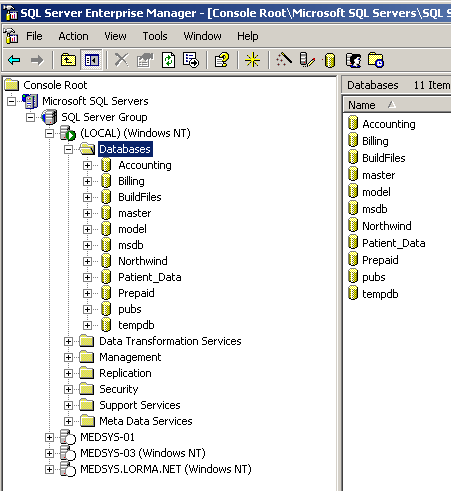 SQL Server Enterprise Manager - [Console Root\Microsoft SQL Servers\SQL S
File Action View Tools Window Help
Console Root
Microsoft SQL Servers
SQL Server Group
(LOCAL) (Windows NT)
Databases
Accounting
Billing
BuildFiles
master
model
msdb
Northwind
Patient_Data
Prepaid
pubs
tempdb
Data Transformation Services
Management
Replication
Security
Support Services
Meta Data Services
MEDSYS-01
MEDSYS-03 (Windows NT)
MEDSYS.LORMA.NET (Windows NT)
Databases 11 Item
Name
Accounting
Billing
BuildFiles
master
model
msdb
Northwind
Patient_Data
Prepaid
pubs
tempdb